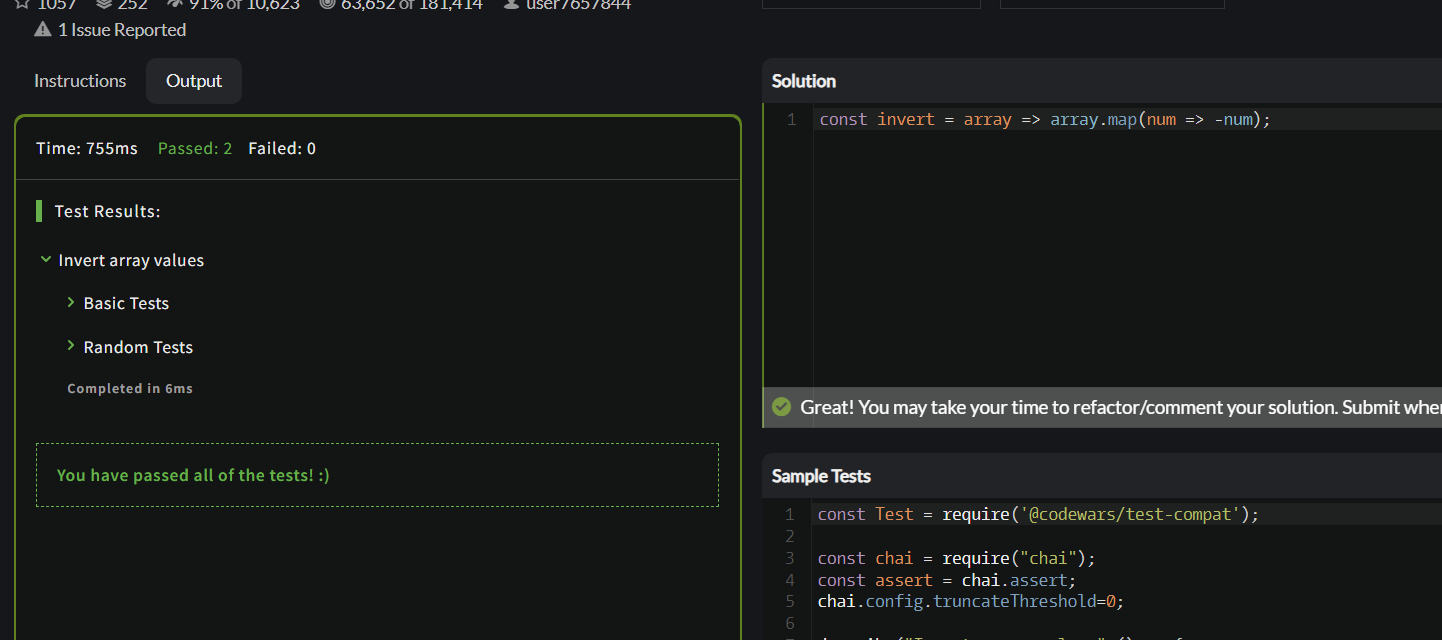 1057 252 91% of 10,623 63,652 of 181,414 user7657844
1 Issue Reported
Instructions Output
Time: 755ms Passed: 2 Failed: 0
Test Results:
Invert array values
Basic Tests
Random Tests
Completed in 6ms
You have passed all of the tests! :)
Solution
1 const invert = array => array.map(num => -num);
Great! You may take your time to refactor/comment your solution. Submit when
Sample Tests
1 const Test = require('@codewars/test-compat');
2
3 const chai = require("chai");
4 const assert = chai.assert;
5 chai.config.truncateThreshold=0;
6